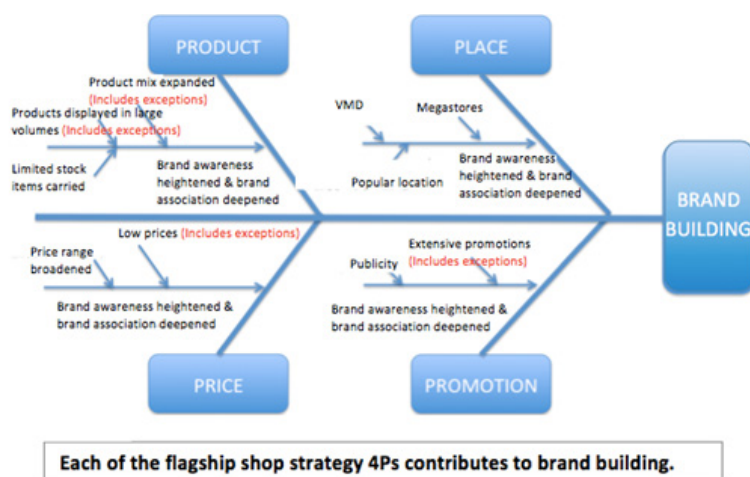 PRODUCT
PLACE
Product mix expanded
(Includes exceptions)
Products displayed in large
volumes (Includes exceptions)
Limited stock
items carried
Brand awareness
heightened & brand
association deepened
VMD
Megastores
Popular location
Brand awareness
heightened & brand
association deepened
BRAND
BUILDING
Low prices (Includes exceptions)
Price range
broadened
Brand awareness heightened &
brand association deepened
Extensive promotions
(Includes exceptions)
Publicity
Brand awareness heightened &
brand association deepened
PRICE
PROMOTION
Each of the flagship shop strategy 4Ps contributes to brand building.